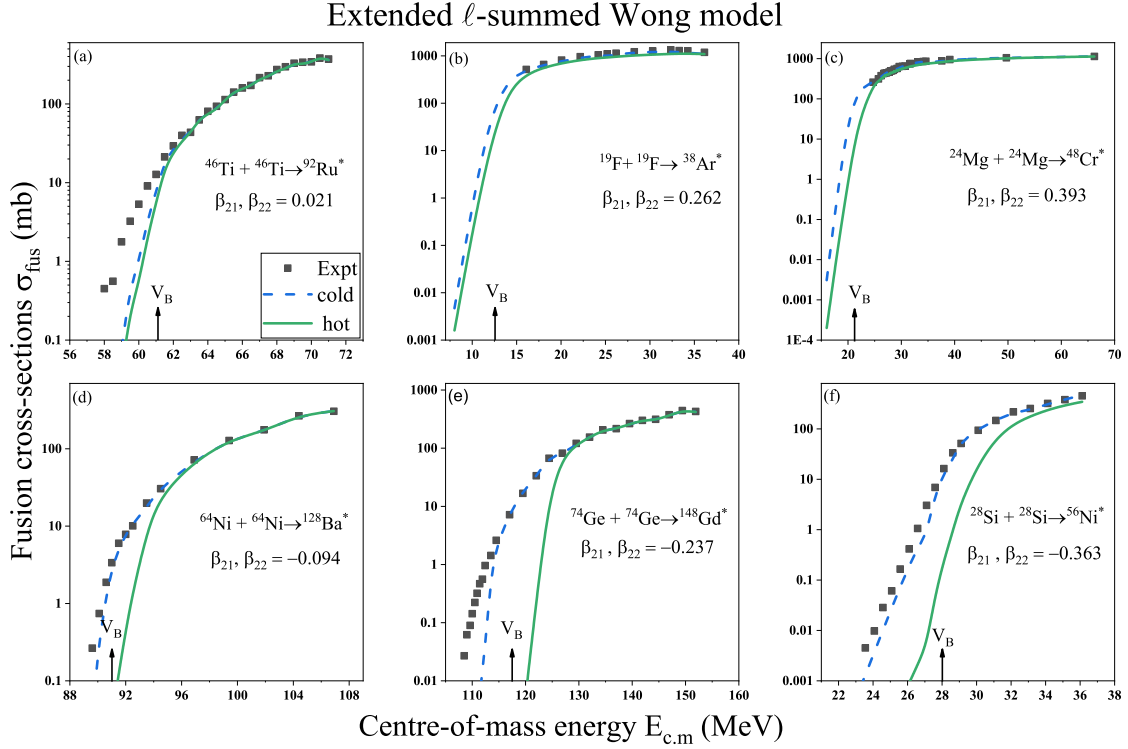 Extended ℓ-summed Wong model
Fusion cross-sections σ_fus (mb)
(a)
100
10
1
0.1
⁴⁶Ti + ⁴⁶Ti→⁹²Ru*
β₂₁, β₂₂ = 0.021
Expt
cold
hot
V_B
56 58 60 62 64 66 68 70 72
(b)
1000
100
10
1
0.1
0.01
0.001
¹⁹F+ ¹⁹F→ ³⁸Ar*
β₂₁, β₂₂ = 0.262
V_B
10 15 20 25 30 35 40
(c)
1000
100
10
1
0.1
0.01
0.001
1E-4
²⁴Mg + ²⁴Mg→⁴⁸Cr*
β₂₁, β₂₂ = 0.393
V_B
20 30 40 50 60 70
(d)
100
10
1
0.1
⁶⁴Ni + ⁶⁴Ni→¹²⁸Ba*
β₂₁, β₂₂ = −0.094
V_B
88 92 96 100 104 108
(e)
1000
100
10
1
0.1
0.01
⁷⁴Ge + ⁷⁴Ge→¹⁴⁸Gd*
β₂₁ , β₂₂ = −0.237
V_B
110 120 130 140 150 160
(f)
1000
100
10
1
0.1
0.01
0.001
²⁸Si + ²⁸Si→⁵⁶Ni*
β₂₁ , β₂₂ = −0.363
V_B
22 24 26 28 30 32 34 36 38
Centre-of-mass energy E_c.m (MeV)